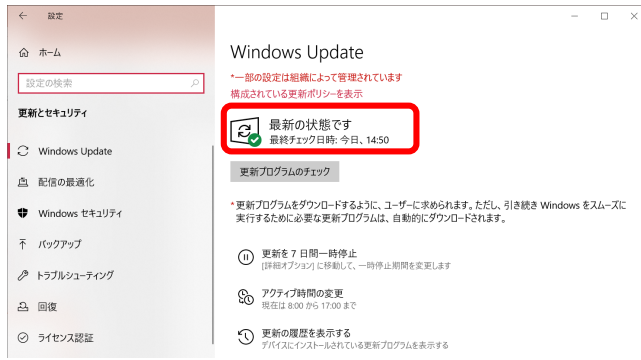 設定
ホーム
設定の検索
更新とセキュリティ
Windows Update
配信の最適化
Windows セキュリティ
バックアップ
トラブルシューティング
回復
ライセンス認証
Windows Update
*一部の設定は組織によって管理されています
構成されている更新ポリシーを表示
最新の状態です
最終チェック日時: 今日、14:50
更新プログラムのチェック
*更新プログラムをダウンロードするように、ユーザーに求められます。ただし、引き続き Windows をスムーズに
実行するために必要な更新プログラムは、自動的にダウンロードされます。
更新を 7 日間一時停止
[詳細オプション] に移動して、一時停止期間を変更します
アクティブ時間の変更
現在は 8:00 から 17:00 まで
更新の履歴を表示する
デバイスにインストールされている更新プログラムを表示する